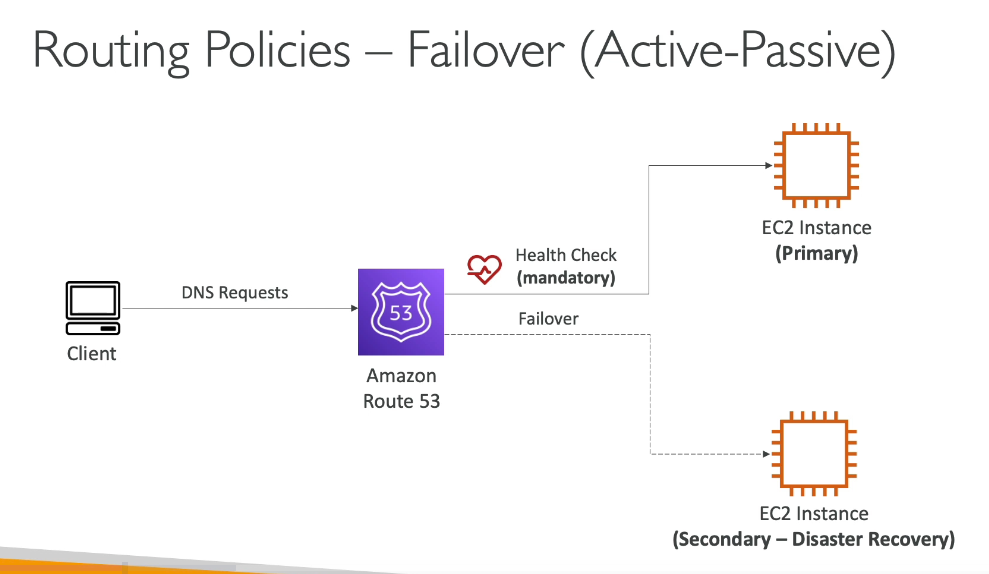 Routing Policies – Failover (Active-Passive)
EC2 Instance
(Primary)
Health Check
(mandatory)
DNS Requests
53
Failover
Client
Amazon
Route 53
EC2 Instance
(Secondary – Disaster Recovery)